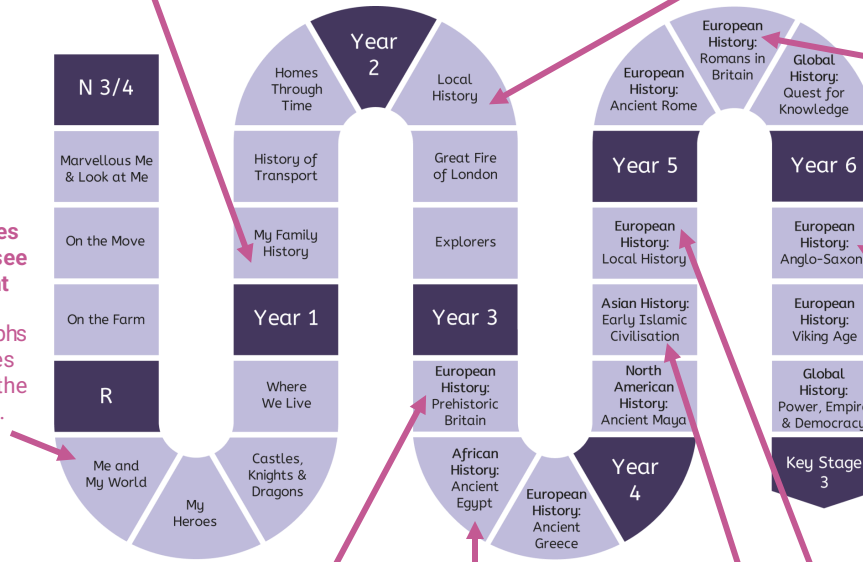 es
see
the
N 3/4
Marvellous Me
& Look at Me
On the Move
On the Farm
R
Me and
My World
My
Heroes
Castles,
Knights &
Dragons
Where
We Live
Year 1
My Family
History
History of
Transport
Homes
Through
Time
Year
2
Local
History
Great Fire
of London
Explorers
Year 3
European
History:
Prehistoric
Britain
African
History:
Ancient
Egypt
European
History:
Ancient
Greece
Year
4
North
American
History:
Ancient Maya
Asian History:
Early Islamic
Civilisation
European
History:
Local History
Year 5
European
History:
Ancient Rome
European
History:
Romans in
Britain
Global
History:
Quest for
Knowledge
Year 6
European
History:
Anglo-Saxon
European
History:
Viking Age
Global
History:
Power, Empir
& Democracy
Key Stage
3